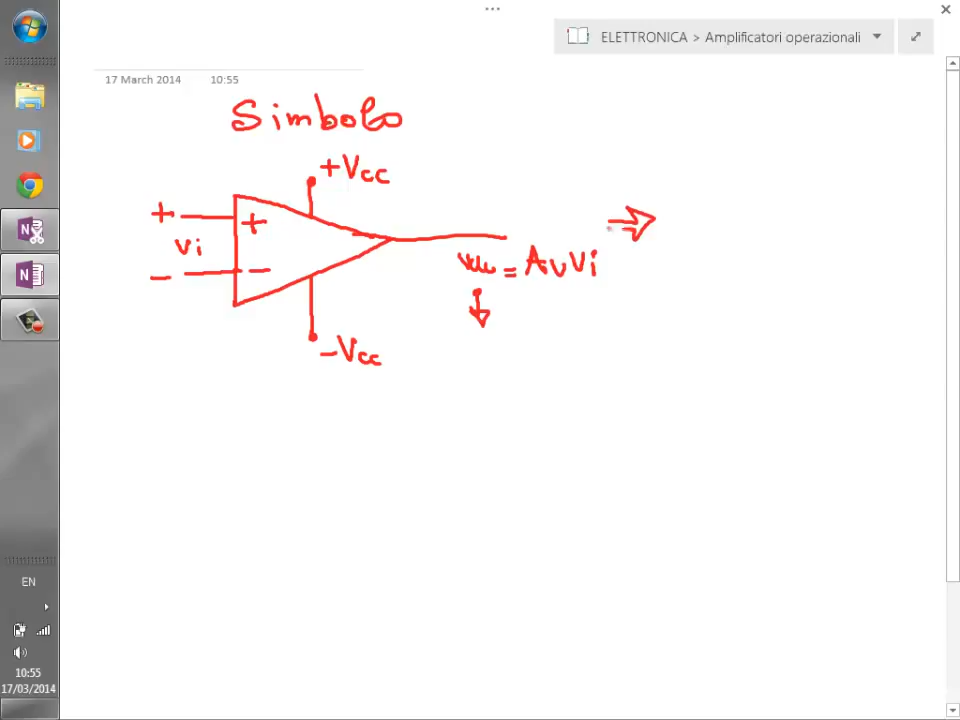 ELETTRONICA > Amplificatori operazionali
17 March 2014 10:55
Simbolo
+Vcc
+
+
Vi
-
-
= AvVi
-Vcc
EN
10:55
17/03/2014